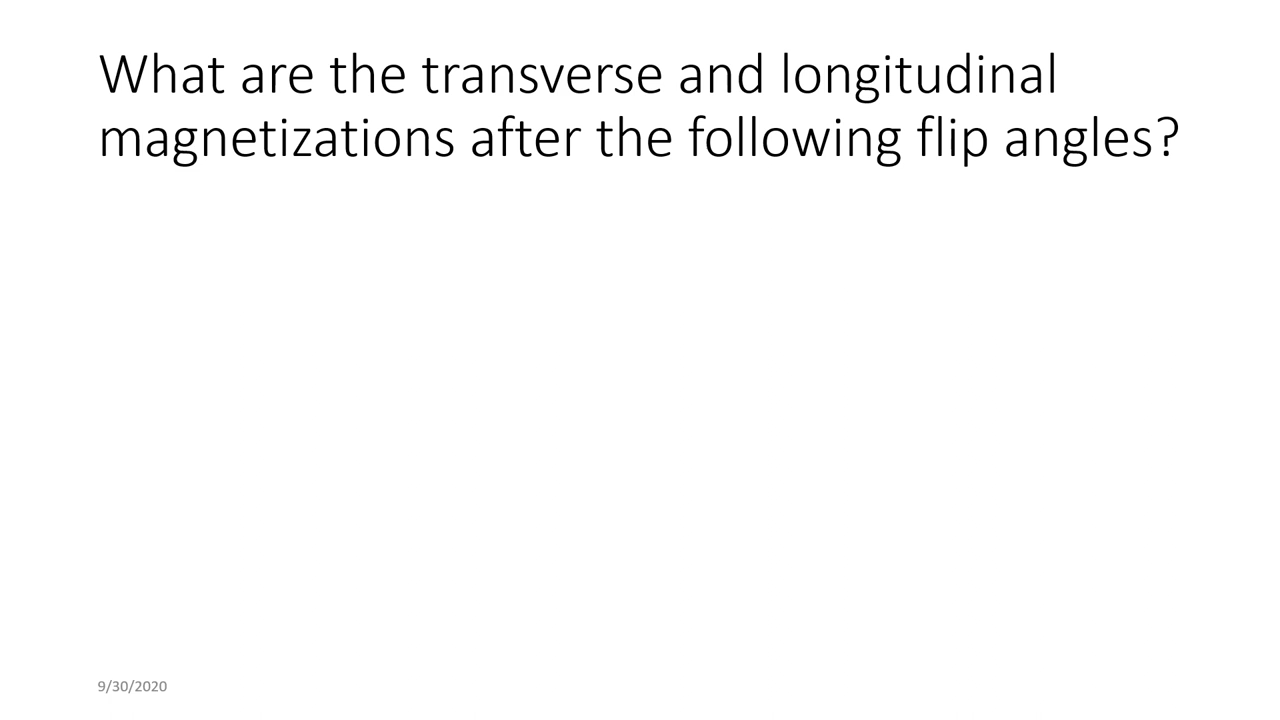 What are the transverse and longitudinal
magnetizations after the following flip angles?
9/30/2020